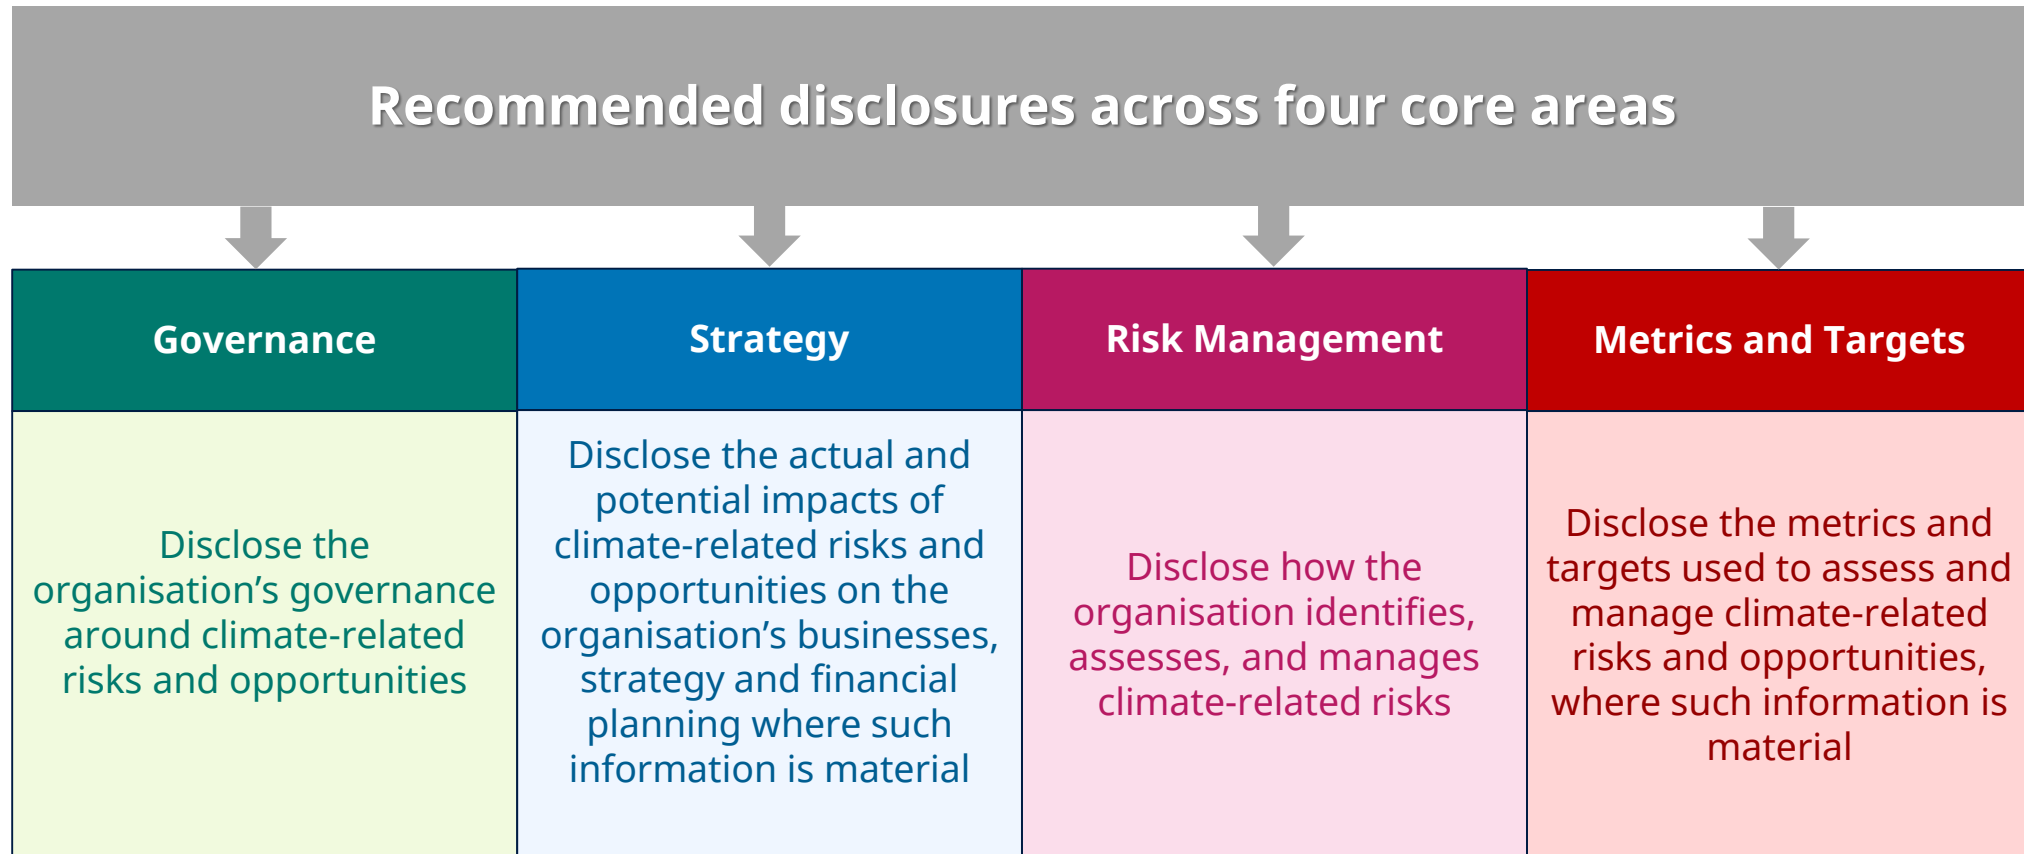 Recommended disclosures across four core areas
Governance
Strategy
Risk Management
Metrics and Targets
Disclose the
organisation’s governance
around climate-related
risks and opportunities
Disclose the actual and
potential impacts of
climate-related risks and
opportunities on the
organisation’s businesses,
strategy and financial
planning where such
information is material
Disclose how the
organisation identifies,
assesses, and manages
climate-related risks
Disclose the metrics and
targets used to assess and
manage climate-related
risks and opportunities,
where such information is
material